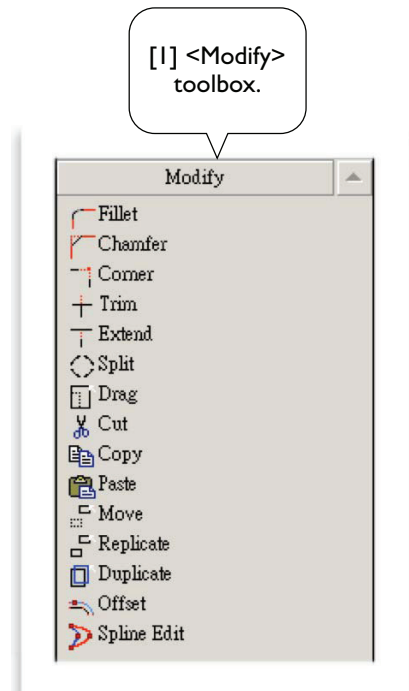 [1] <Modify>
toolbox.
Modify
Fillet
Chamfer
Corner
Trim
Extend
Split
Drag
Cut
Copy
Paste
Move
Replicate
Duplicate
Offset
Spline Edit